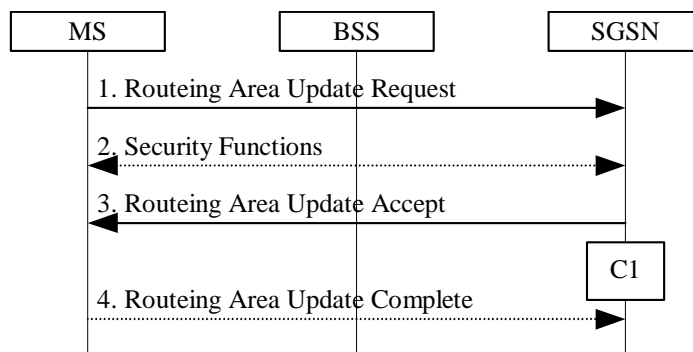 MS
BSS
SGSN
1. Routeing Area Update Request
2. Security Functions
3. Routeing Area Update Accept
C1
4. Routeing Area Update Complete